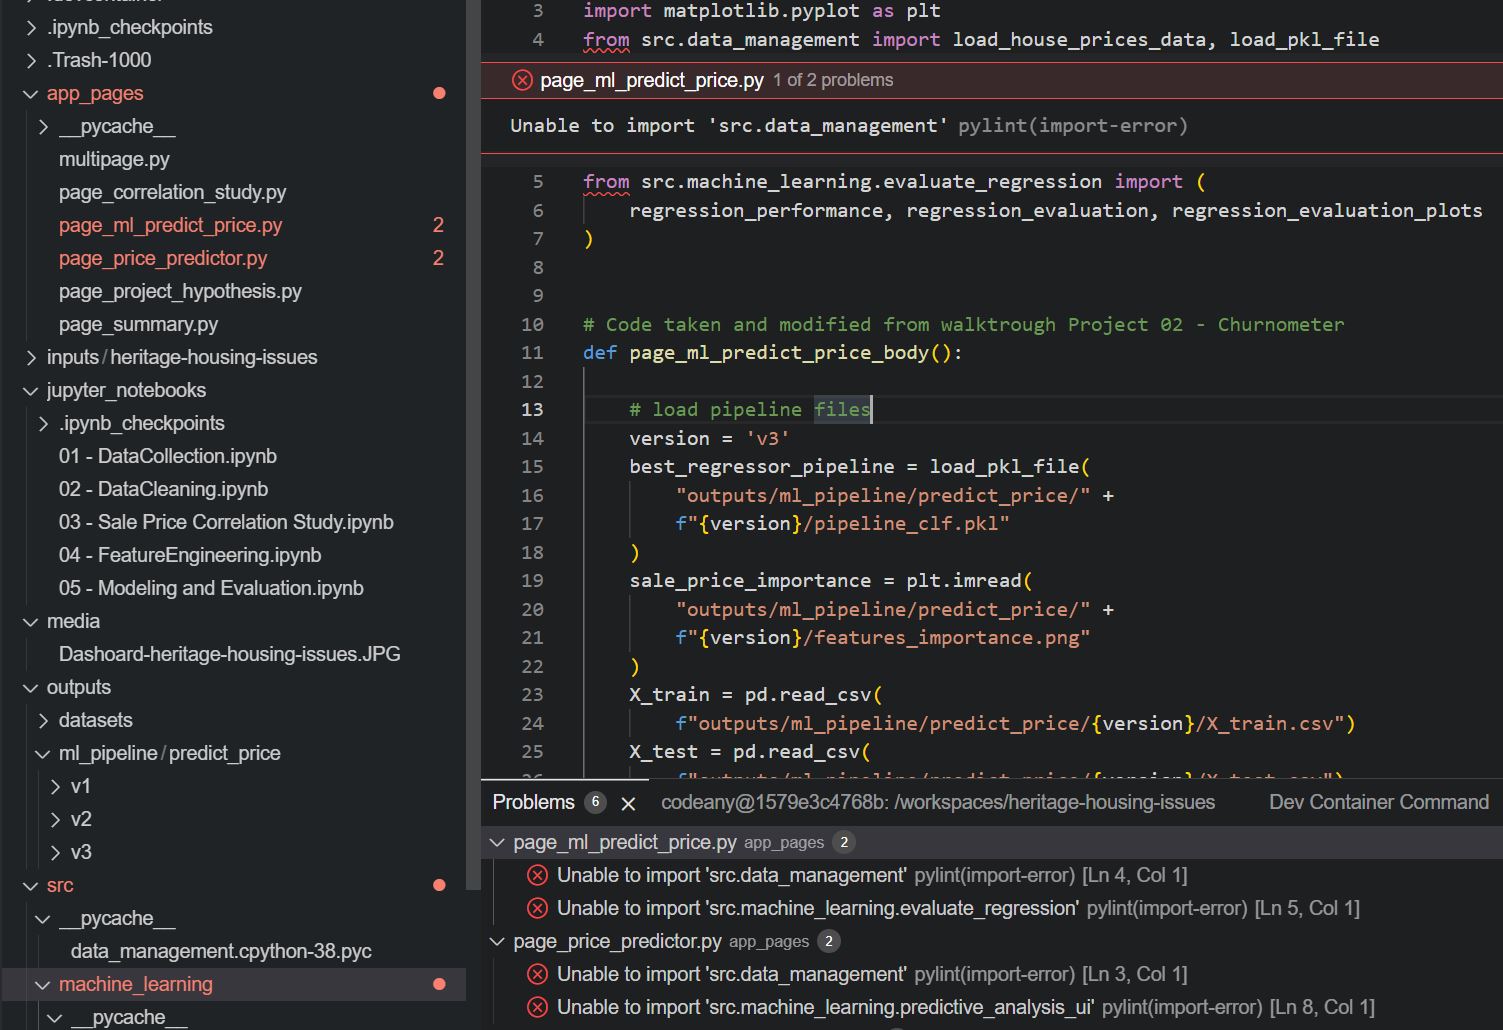 .ipynb_checkpoints
.Trash-1000
app_pages
__pycache__
multipage.py
page_correlation_study.py
page_ml_predict_price.py 2
page_price_predictor.py 2
page_project_hypothesis.py
page_summary.py
inputs/heritage-housing-issues
jupyter_notebooks
.ipynb_checkpoints
01 - DataCollection.ipynb
02 - DataCleaning.ipynb
03 - Sale Price Correlation Study.ipynb
04 - FeatureEngineering.ipynb
05 - Modeling and Evaluation.ipynb
media
Dashoard-heritage-housing-issues.JPG
outputs
datasets
ml_pipeline/predict_price
v1
v2
v3
src
__pycache__
data_management.cpython-38.pyc
machine_learning
__pycache__
3 import matplotlib.pyplot as plt
4 from src.data_management import load_house_prices_data, load_pkl_file
page_ml_predict_price.py 1 of 2 problems
Unable to import 'src.data_management' pylint(import-error)
5 from src.machine_learning.evaluate_regression import (
6 regression_performance, regression_evaluation, regression_evaluation_plots
7 )
8
9
10 # Code taken and modified from walktrough Project 02 - Churnometer
11 def page_ml_predict_price_body():
12
13 # load pipeline files
14 version = 'v3'
15 best_regressor_pipeline = load_pkl_file(
16 "outputs/ml_pipeline/predict_price/" +
17 f"{version}/pipeline_clf.pkl"
18 )
19 sale_price_importance = plt.imread(
20 "outputs/ml_pipeline/predict_price/" +
21 f"{version}/features_importance.png"
22 )
23 X_train = pd.read_csv(
24 f"outputs/ml_pipeline/predict_price/{version}/X_train.csv")
25 X_test = pd.read_csv(
Problems 6 codeany@1579e3c4768b: /workspaces/heritage-housing-issues Dev Container Command
page_ml_predict_price.py app_pages 2
Unable to import 'src.data_management' pylint(import-error) [Ln 4, Col 1]
Unable to import 'src.machine_learning.evaluate_regression' pylint(import-error) [Ln 5, Col 1]
page_price_predictor.py app_pages 2
Unable to import 'src.data_management' pylint(import-error) [Ln 3, Col 1]
Unable to import 'src.machine_learning.predictive_analysis_ui' pylint(import-error) [Ln 8, Col 1]